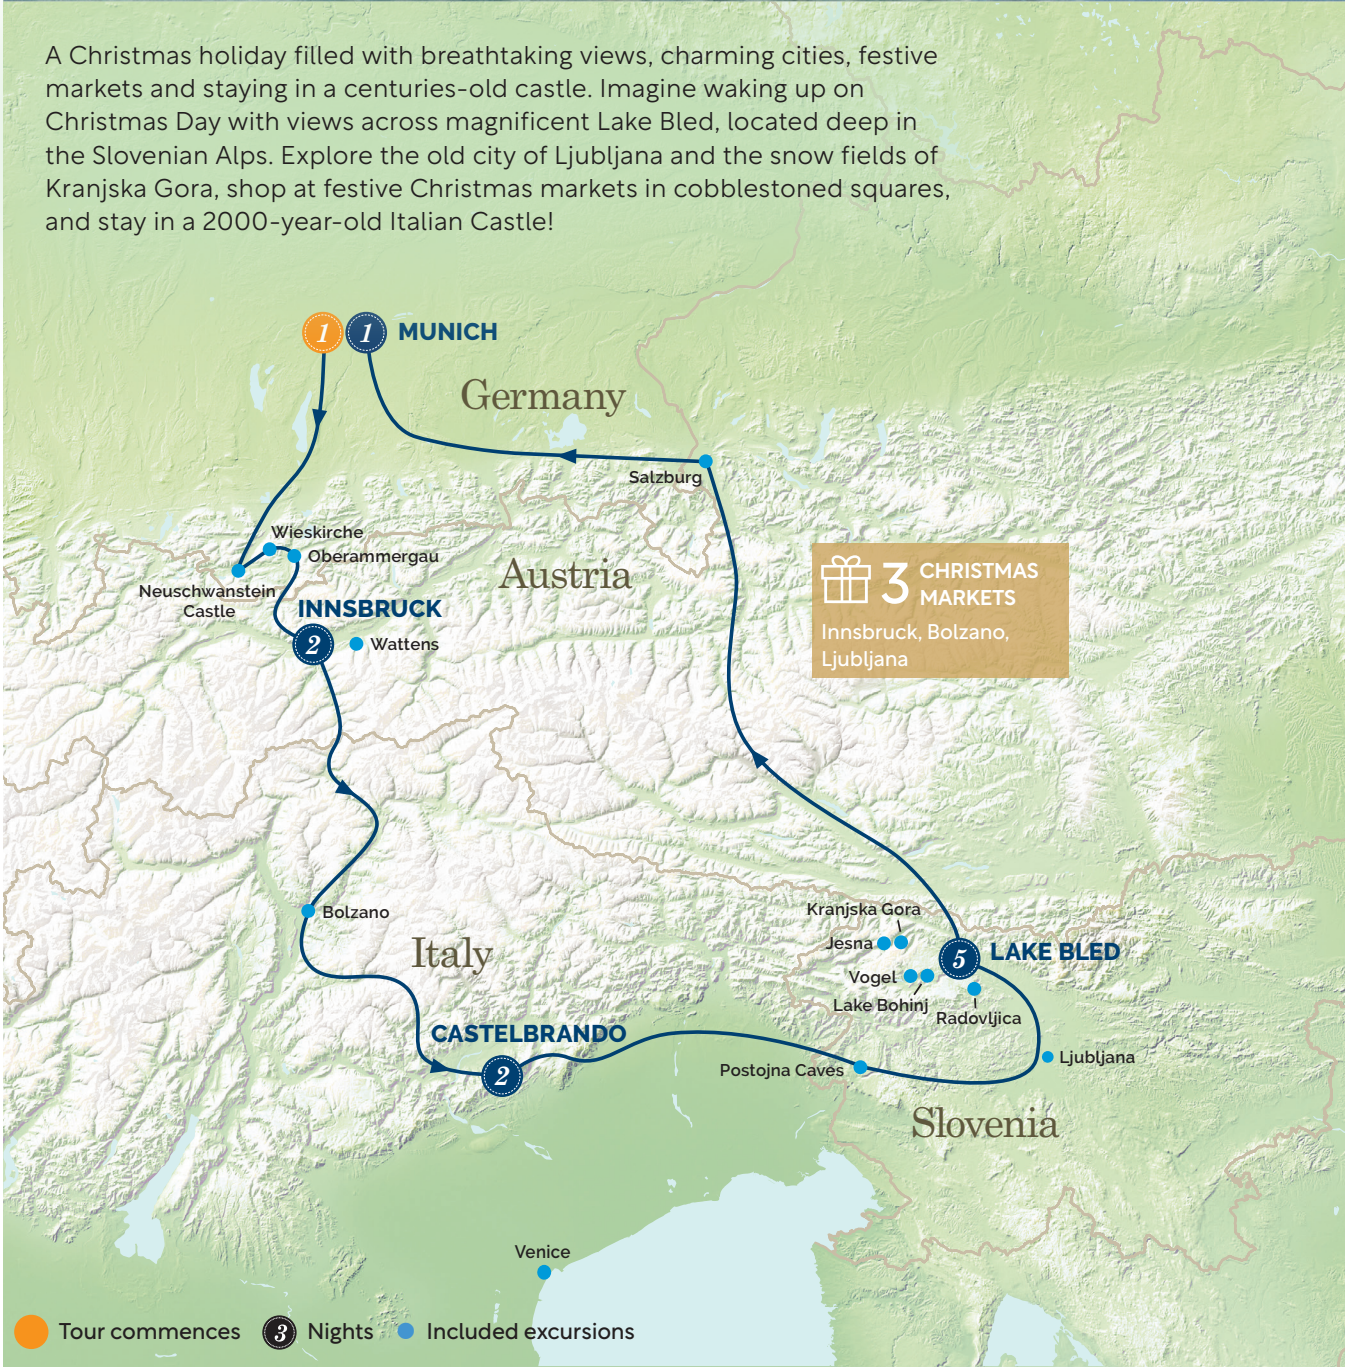 A Christmas holiday filled with breathtaking views, charming cities, festive
markets and staying in a centuries-old castle. Imagine waking up on
Christmas Day with views across magnificent Lake Bled, located deep in
the Slovenian Alps. Explore the old city of Ljubljana and the snow fields of
Kranjska Gora, shop at festive Christmas markets in cobblestoned squares,
and stay in a 2000-year-old Italian Castle!
1 1 MUNICH
Germany
Salzburg
Wieskirche
Oberammergau
Neuschwanstein
Castle
Austria
3 CHRISTMAS
MARKETS
Innsbruck, Bolzano,
Ljubljana
INNSBRUCK
2
Wattens
Bolzano
Italy
Kranjska Gora
Jesna
5 LAKE BLED
Vogel
Lake Bohinj
Radovljica
CASTELBRANDO
2
Postojna Caves
Ljubljana
Slovenia
Venice
Tour commences 3 Nights Included excursions